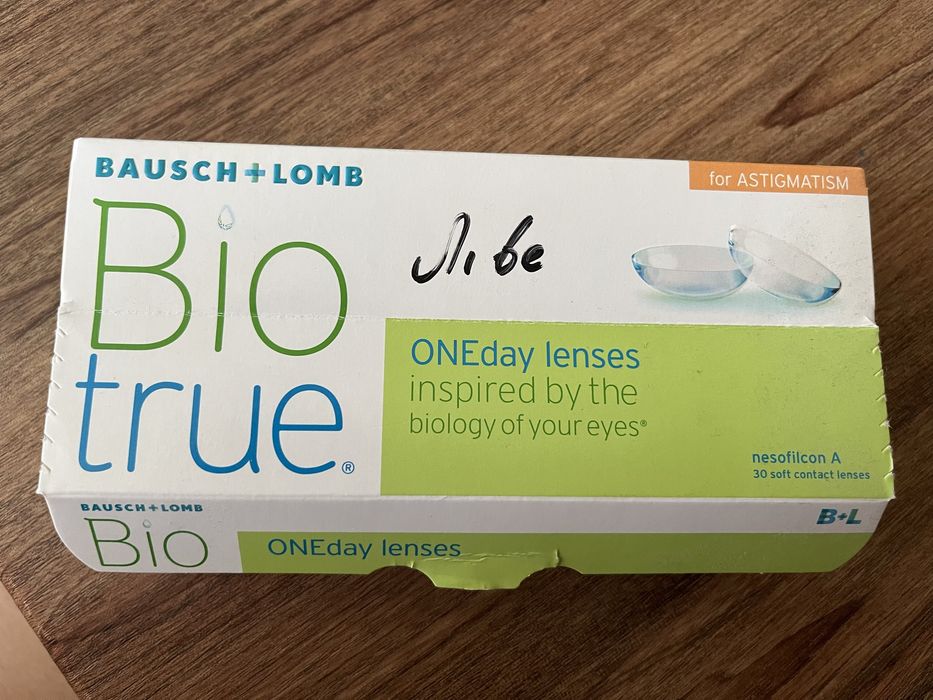 BAUSCH+LOMB
for ASTIGMATISM
Bio
true®
Ліве
ONEday lenses
inspired by the
biology of your eyes®
nesofilcon A
30 soft contact lenses
BAUSCH+LOMB
Bio
ONEday lenses
B+L